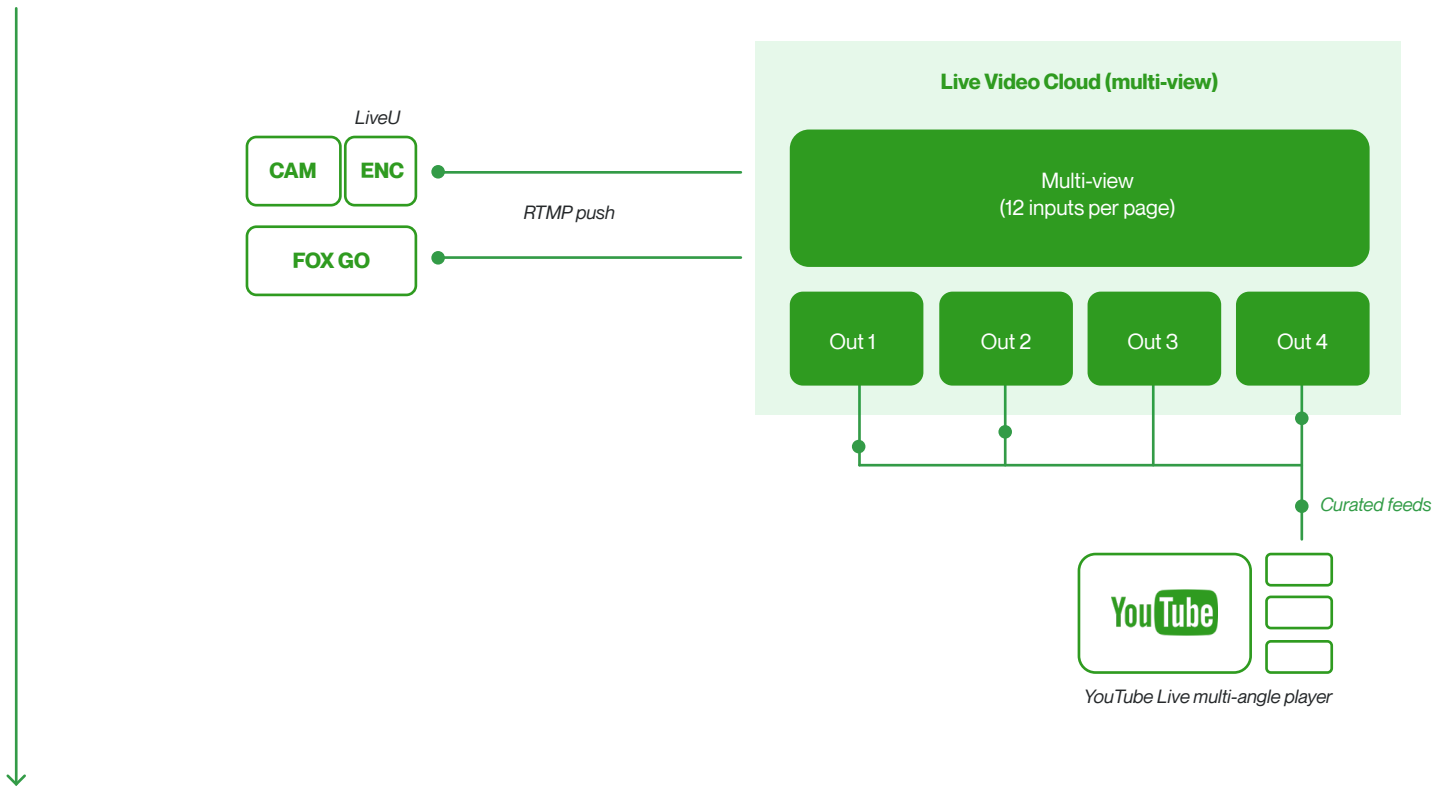 Live Video Cloud (multi-view)
LiveU
CAM
ENC
Multi-view
(12 inputs per page)
RTMP push
FOX GO
Out 1
Out 2
Out 3
Out 4
Curated feeds
YouTube
YouTube Live multi-angle player